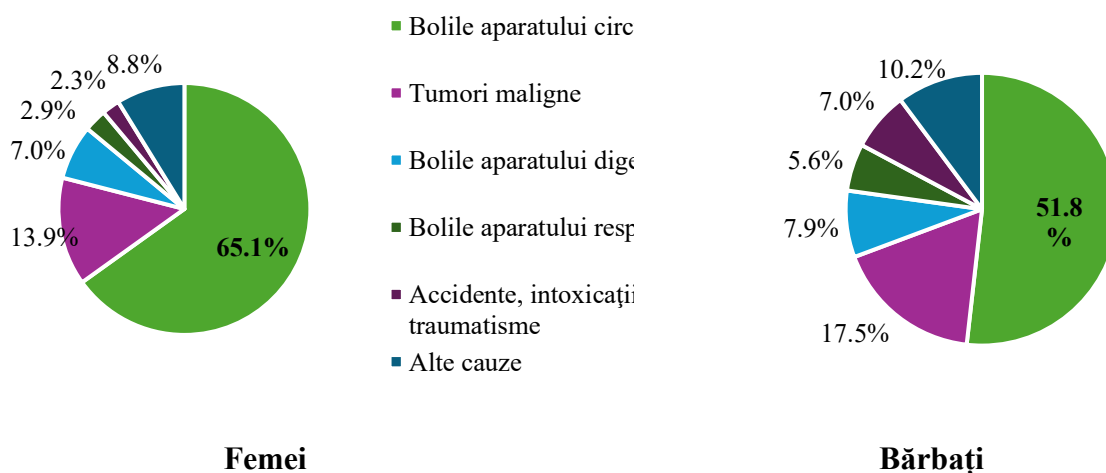 8.8%
2.3%
2.9%
7.0%
13.9%
65.1%
Bolile aparatului circ
Tumori maligne
Bolile aparatului dige
Bolile aparatului resp
Accidente, intoxicaţii
traumatisme
Alte cauze
10.2%
7.0%
5.6%
7.9%
17.5%
51.8
%
Femei
Bărbați